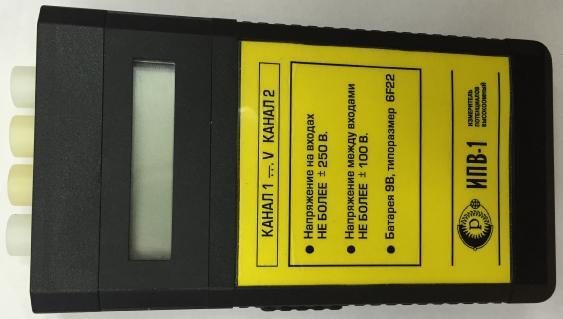 КАНАЛ 1 ⎓ V КАНАЛ 2
● Напряжение на входах
НЕ БОЛЕЕ ± 250 В.
● Напряжение между входами
НЕ БОЛЕЕ ± 100 В.
● Батарея 9В, типоразмер 6F22
ИПВ-1
ИЗМЕРИТЕЛЬ
ПОТЕНЦИАЛОВ
ВЫСОКООМНЫЙ